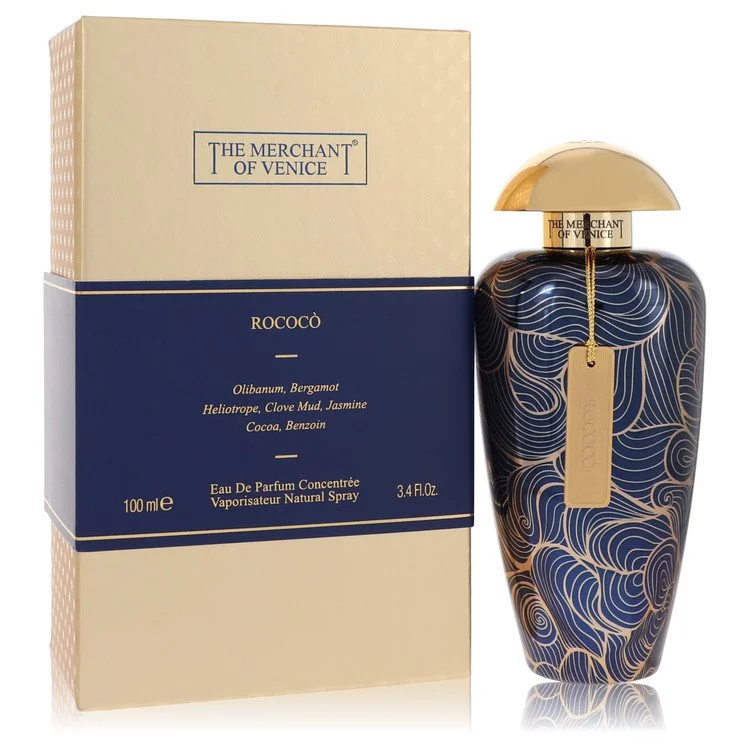 THE MERCHANT®
OF VENICE
ROCOCÒ
Olibanum, Bergamot
Heliotrope, Clove Mud, Jasmine
Cocoa, Benzoin
100 ml℮
Eau De Parfum Concentrée
Vaporisateur Natural Spray
3.4 Fl.Oz.
THE MERCHANT
OF VENICE
ROCOCÒ